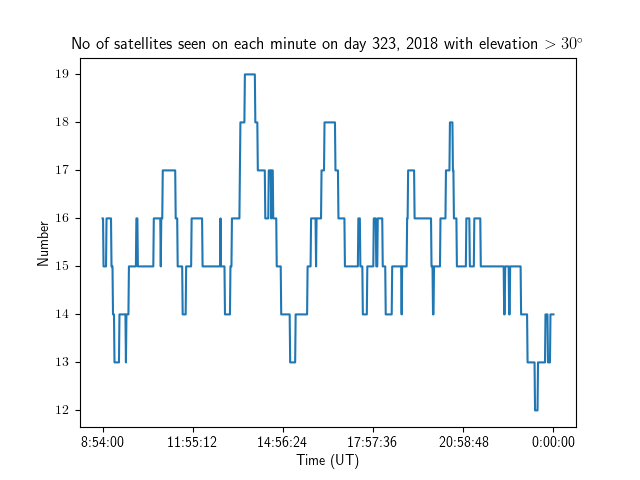 No of satellites seen on each minute on day 323, 2018 with elevation > 30°
19
18
17
16
15
14
13
12
Number
8:54:00 11:55:12 14:56:24 17:57:36 20:58:48 0:00:00
Time (UT)